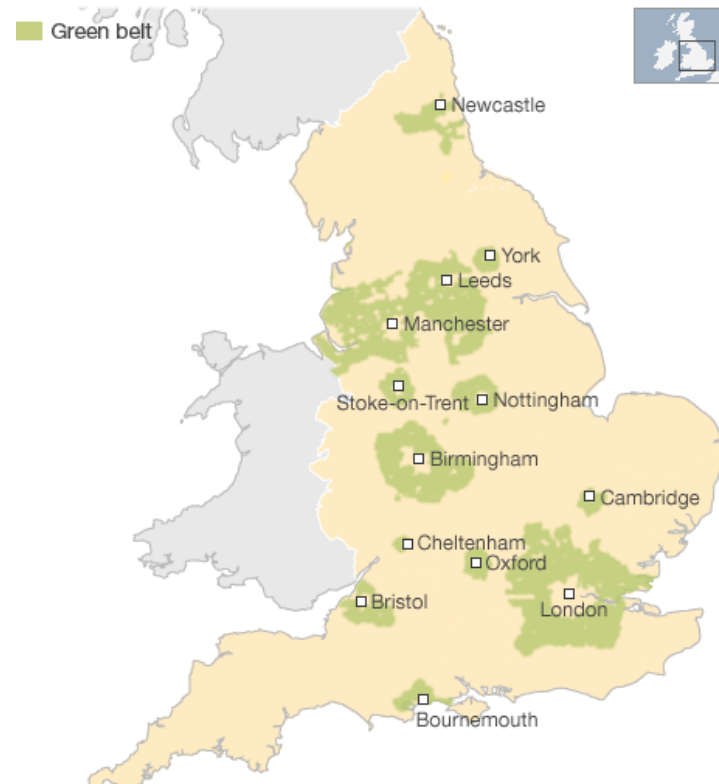 Green belt
Newcastle
York
Leeds
Manchester
Stoke-on-Trent
Nottingham
Birmingham
Cambridge
Cheltenham
Oxford
London
Bristol
Bournemouth